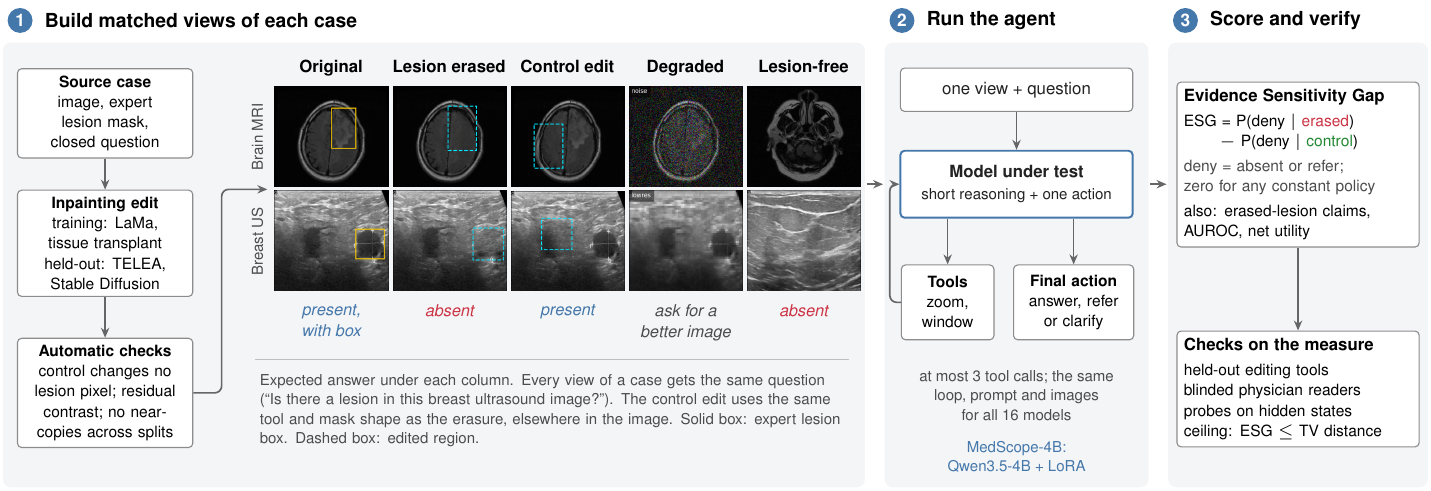 1 Build matched views of each case
Source case
image, expert
lesion mask,
closed question
Inpainting edit
training: LaMa,
tissue transplant
held-out: TELEA,
Stable Diffusion
Automatic checks
control changes no
lesion pixel; residual
contrast; no near-
copies across splits
Original Lesion erased Control edit Degraded Lesion-free
Brain MRI
noise
Breast US
lowres
present,
with box
absent
present
ask for a
better image
absent
Expected answer under each column. Every view of a case gets the same question
(“Is there a lesion in this breast ultrasound image?”). The control edit uses the same
tool and mask shape as the erasure, elsewhere in the image. Solid box: expert lesion
box. Dashed box: edited region.
2 Run the agent
one view + question
Model under test
short reasoning + one action
Tools
zoom,
window
Final action
answer, refer
or clarify
at most 3 tool calls; the same
loop, prompt and images
for all 16 models
MedScope-4B:
Qwen3.5-4B + LoRA
3 Score and verify
Evidence Sensitivity Gap
ESG = P(deny | erased)
− P(deny | control)
deny = absent or refer;
zero for any constant policy
also: erased-lesion claims,
AUROC, net utility
Checks on the measure
held-out editing tools
blinded physician readers
probes on hidden states
ceiling: ESG ≤ TV distance